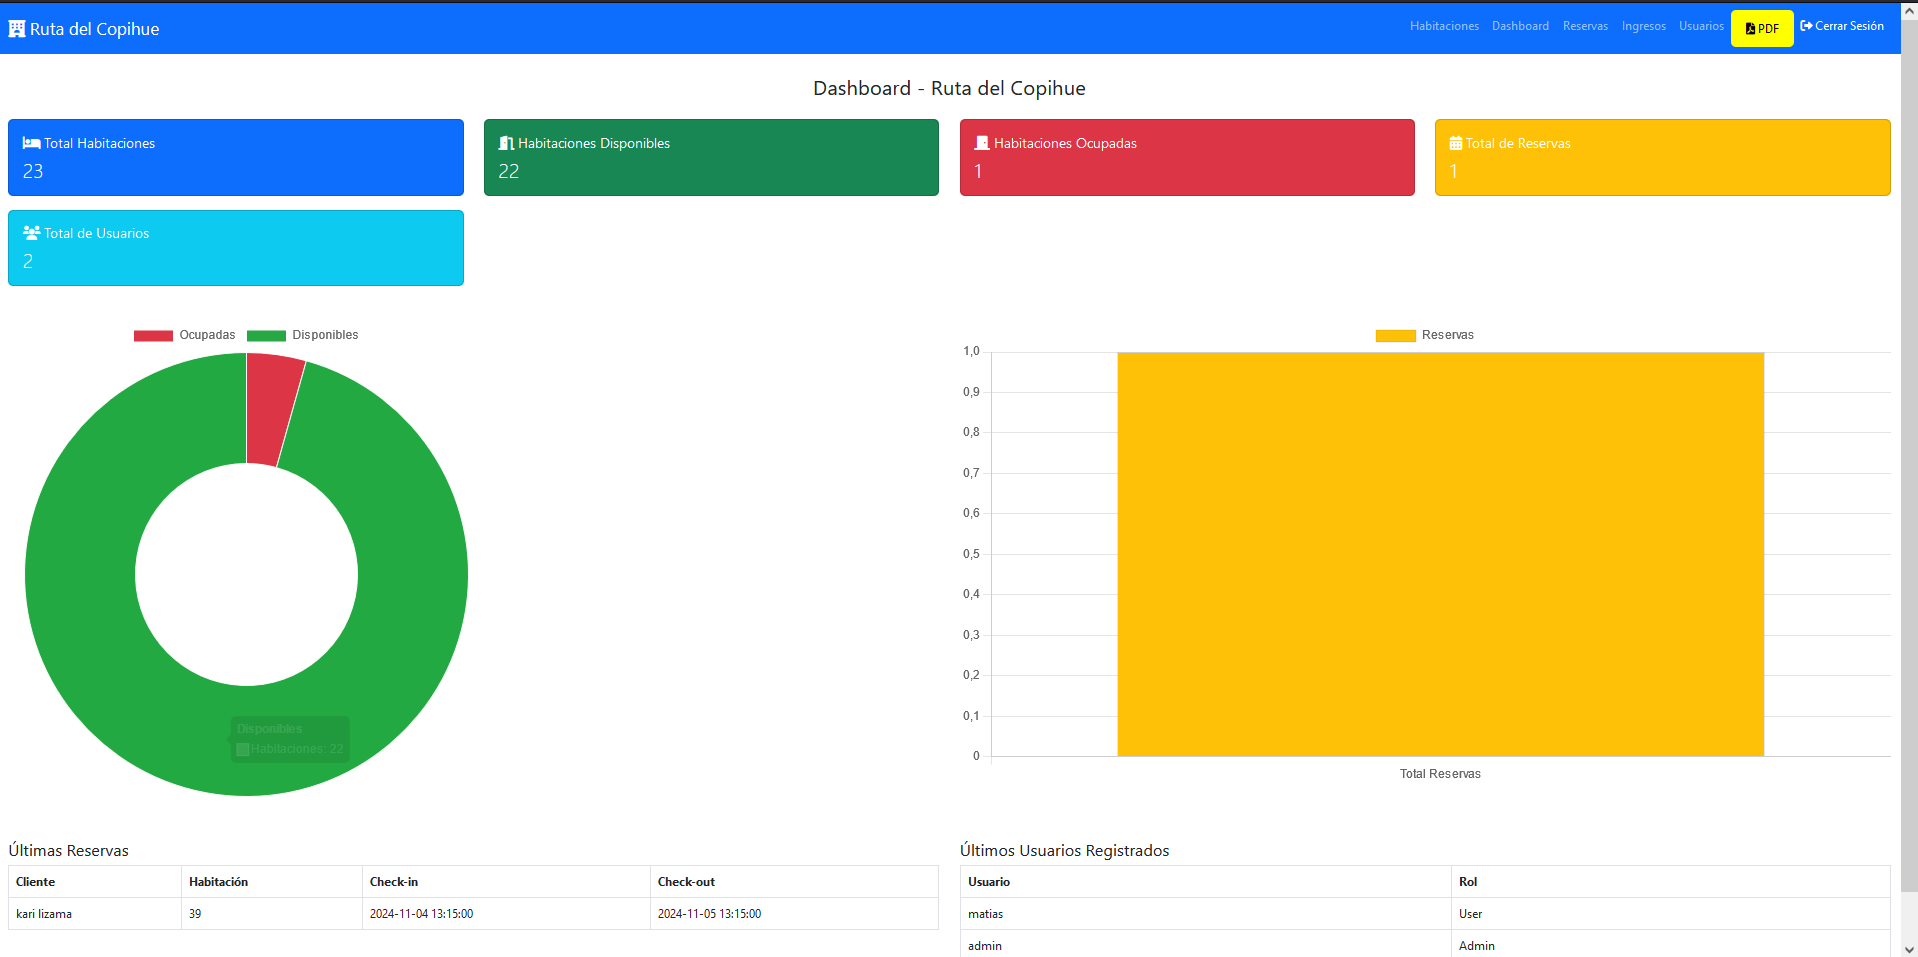 Ruta del Copihue
Habitaciones Dashboard Reservas Ingresos Usuarios PDF Cerrar Sesión
Dashboard - Ruta del Copihue
Total Habitaciones
23
Habitaciones Disponibles
22
Habitaciones Ocupadas
1
Total de Reservas
1
Total de Usuarios
2
Ocupadas Disponibles
Disponibles
Habitaciones: 22
Reservas
1,0
0,9
0,8
0,7
0,6
0,5
0,4
0,3
0,2
0,1
0
Total Reservas
Últimas Reservas
Cliente Habitación Check-in Check-out
kari lizama 39 2024-11-04 13:15:00 2024-11-05 13:15:00
Últimos Usuarios Registrados
Usuario Rol
matias User
admin Admin